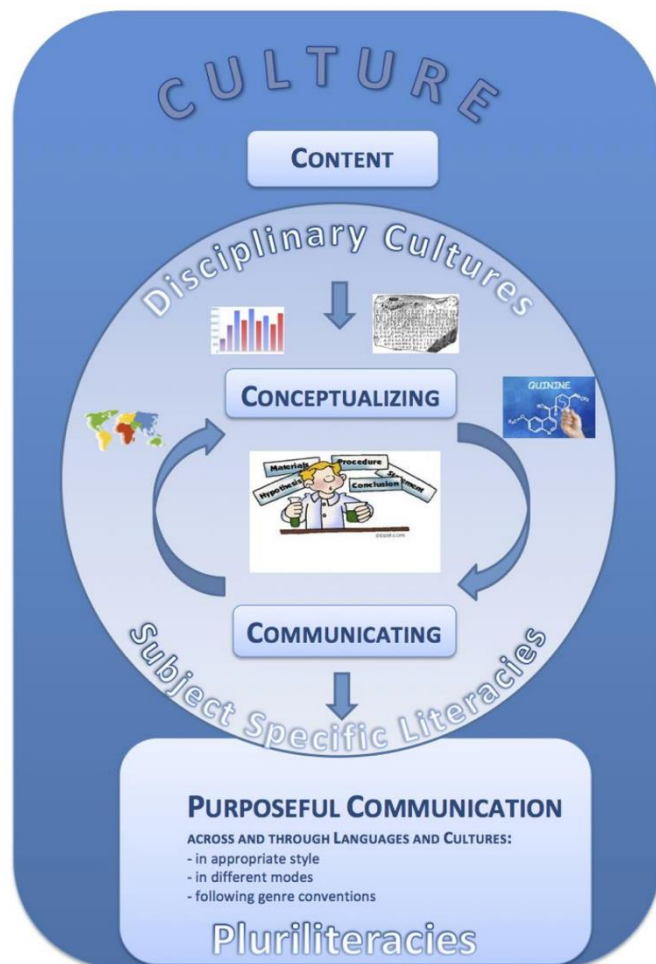 CULTURE
CONTENT
Disciplinary Cultures
QUININE
CONCEPTUALIZING
Materials
Procedure
Hypothesis
Conclusion
COMMUNICATING
Subject Specific Literacies
PURPOSEFUL COMMUNICATION
ACROSS AND THROUGH LANGUAGES AND CULTURES:
- in appropriate style
- in different modes
- following genre conventions
Pluriliteracies